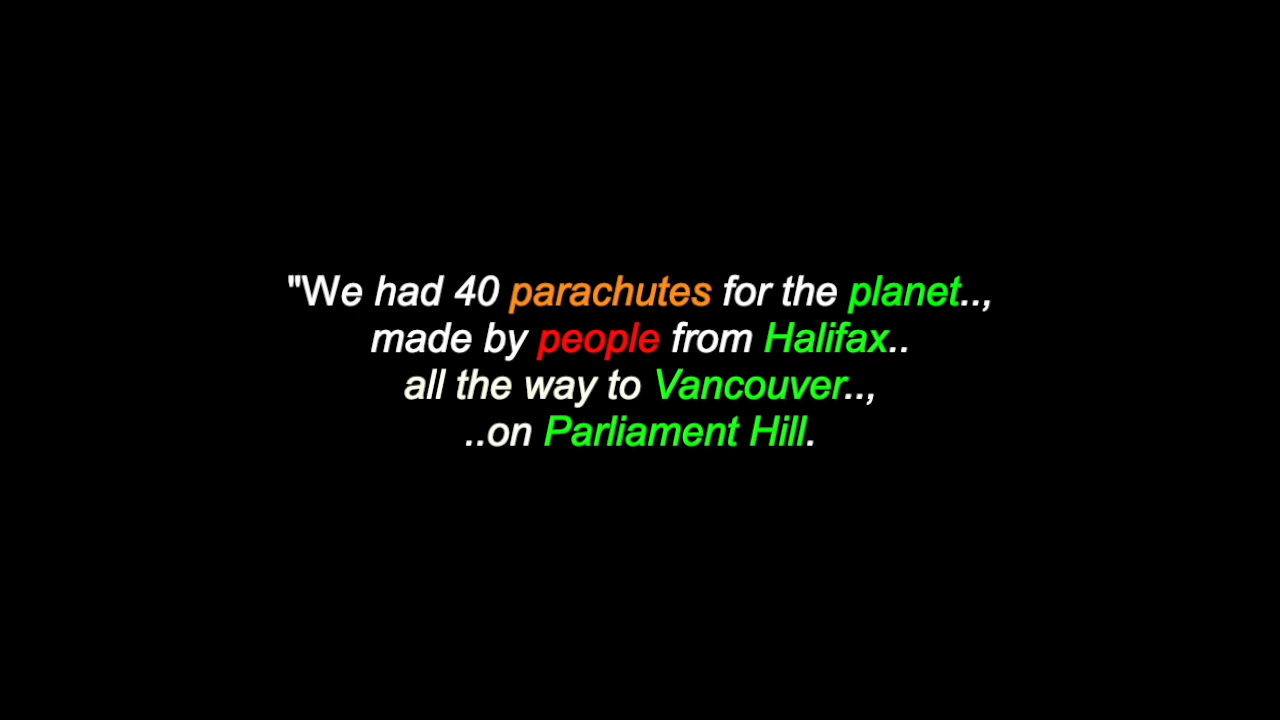 "We had 40 parachutes for the planet..,
made by people from Halifax..
all the way to Vancouver..,
..on Parliament Hill.